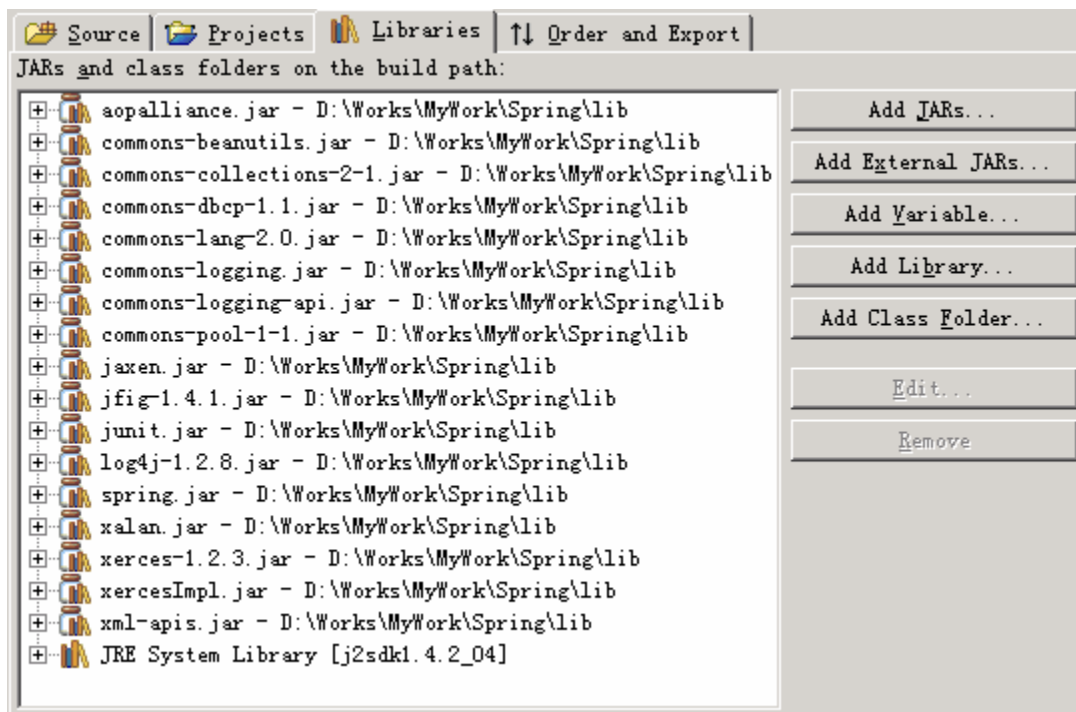 Source Projects Libraries Order and Export
JARs and class folders on the build path:
aopalliance.jar - D:\Works\MyWork\Spring\lib
commons-beanutils.jar - D:\Works\MyWork\Spring\lib
commons-collections-2-1.jar - D:\Works\MyWork\Spring\lib
commons-dbcp-1.1.jar - D:\Works\MyWork\Spring\lib
commons-lang-2.0.jar - D:\Works\MyWork\Spring\lib
commons-logging.jar - D:\Works\MyWork\Spring\lib
commons-logging-api.jar - D:\Works\MyWork\Spring\lib
commons-pool-1-1.jar - D:\Works\MyWork\Spring\lib
jaxen.jar - D:\Works\MyWork\Spring\lib
jfig-1.4.1.jar - D:\Works\MyWork\Spring\lib
junit.jar - D:\Works\MyWork\Spring\lib
log4j-1.2.8.jar - D:\Works\MyWork\Spring\lib
spring.jar - D:\Works\MyWork\Spring\lib
xalan.jar - D:\Works\MyWork\Spring\lib
xerces-1.2.3.jar - D:\Works\MyWork\Spring\lib
xercesImpl.jar - D:\Works\MyWork\Spring\lib
xml-apis.jar - D:\Works\MyWork\Spring\lib
JRE System Library [j2sdk1.4.2_04]
Add JARs...
Add External JARs...
Add Variable...
Add Library...
Add Class Folder...
Edit...
Remove